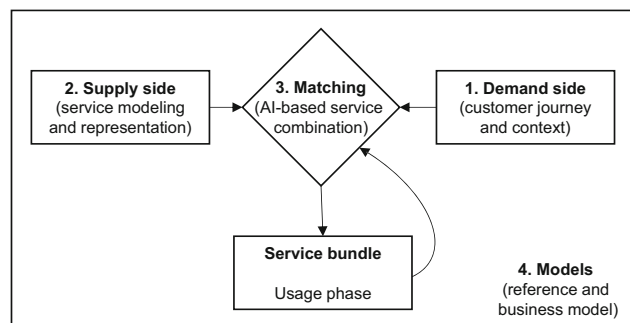 2. Supply side
(service modeling
and representation)
3. Matching
(AI-based service
combination)
1. Demand side
(customer journey
and context)
Service bundle
Usage phase
4. Models
(reference and
business model)